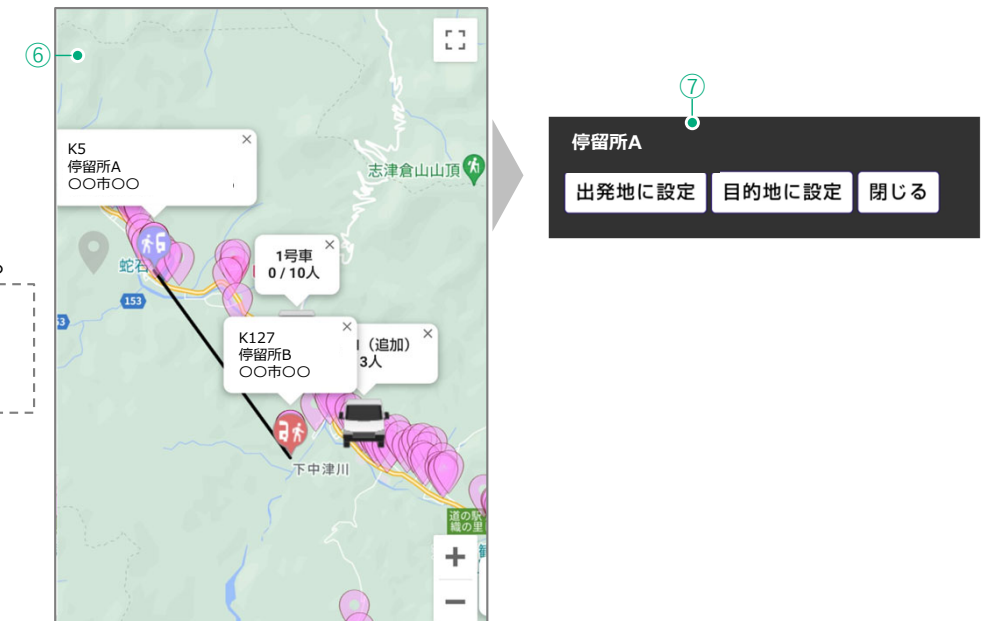 ⑥
K5
停留所A
〇〇市〇〇
志津倉山山頂
蛇石
153
1号車
0 / 10人
K127
停留所B
〇〇市〇〇
（追加）
3人
下中津川
道の駅
織の里
+
−
⑦
停留所A
出発地に設定
目的地に設定
閉じる